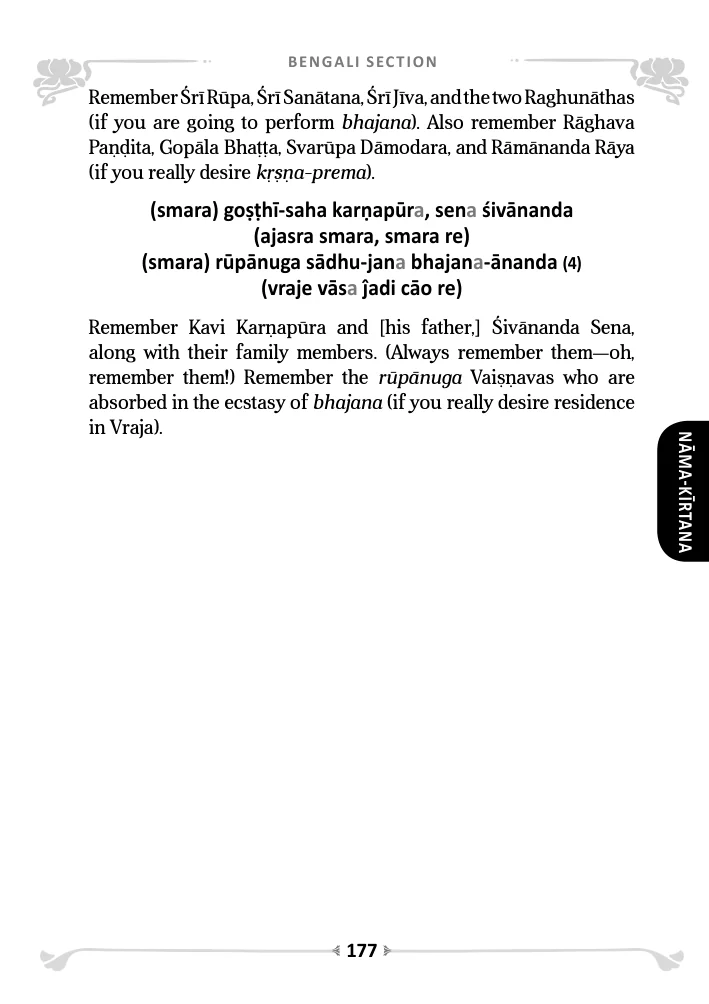 BENGALI SECTION
Remember Śrī Rūpa, Śrī Sanātana, Śrī Jīva, and the two Raghunāthas
(if you are going to perform bhajana). Also remember Rāghava
Paṇḍita, Gopāla Bhaṭṭa, Svarūpa Dāmodara, and Rāmānanda Rāya
(if you really desire kṛṣṇa-prema).
(smara) goṣṭhī-saha karṇapūra, sena śivānanda
(ajasra smara, smara re)
(smara) rūpānuga sādhu-jana bhajana-ānanda (4)
(vraje vāsa ĵadi cāo re)
Remember Kavi Karṇapūra and [his father,] Śivānanda Sena,
along with their family members. (Always remember them—oh,
remember them!) Remember the rūpānuga Vaiṣṇavas who are
absorbed in the ecstasy of bhajana (if you really desire residence
in Vraja).
NĀMA-KĪRTANA
177